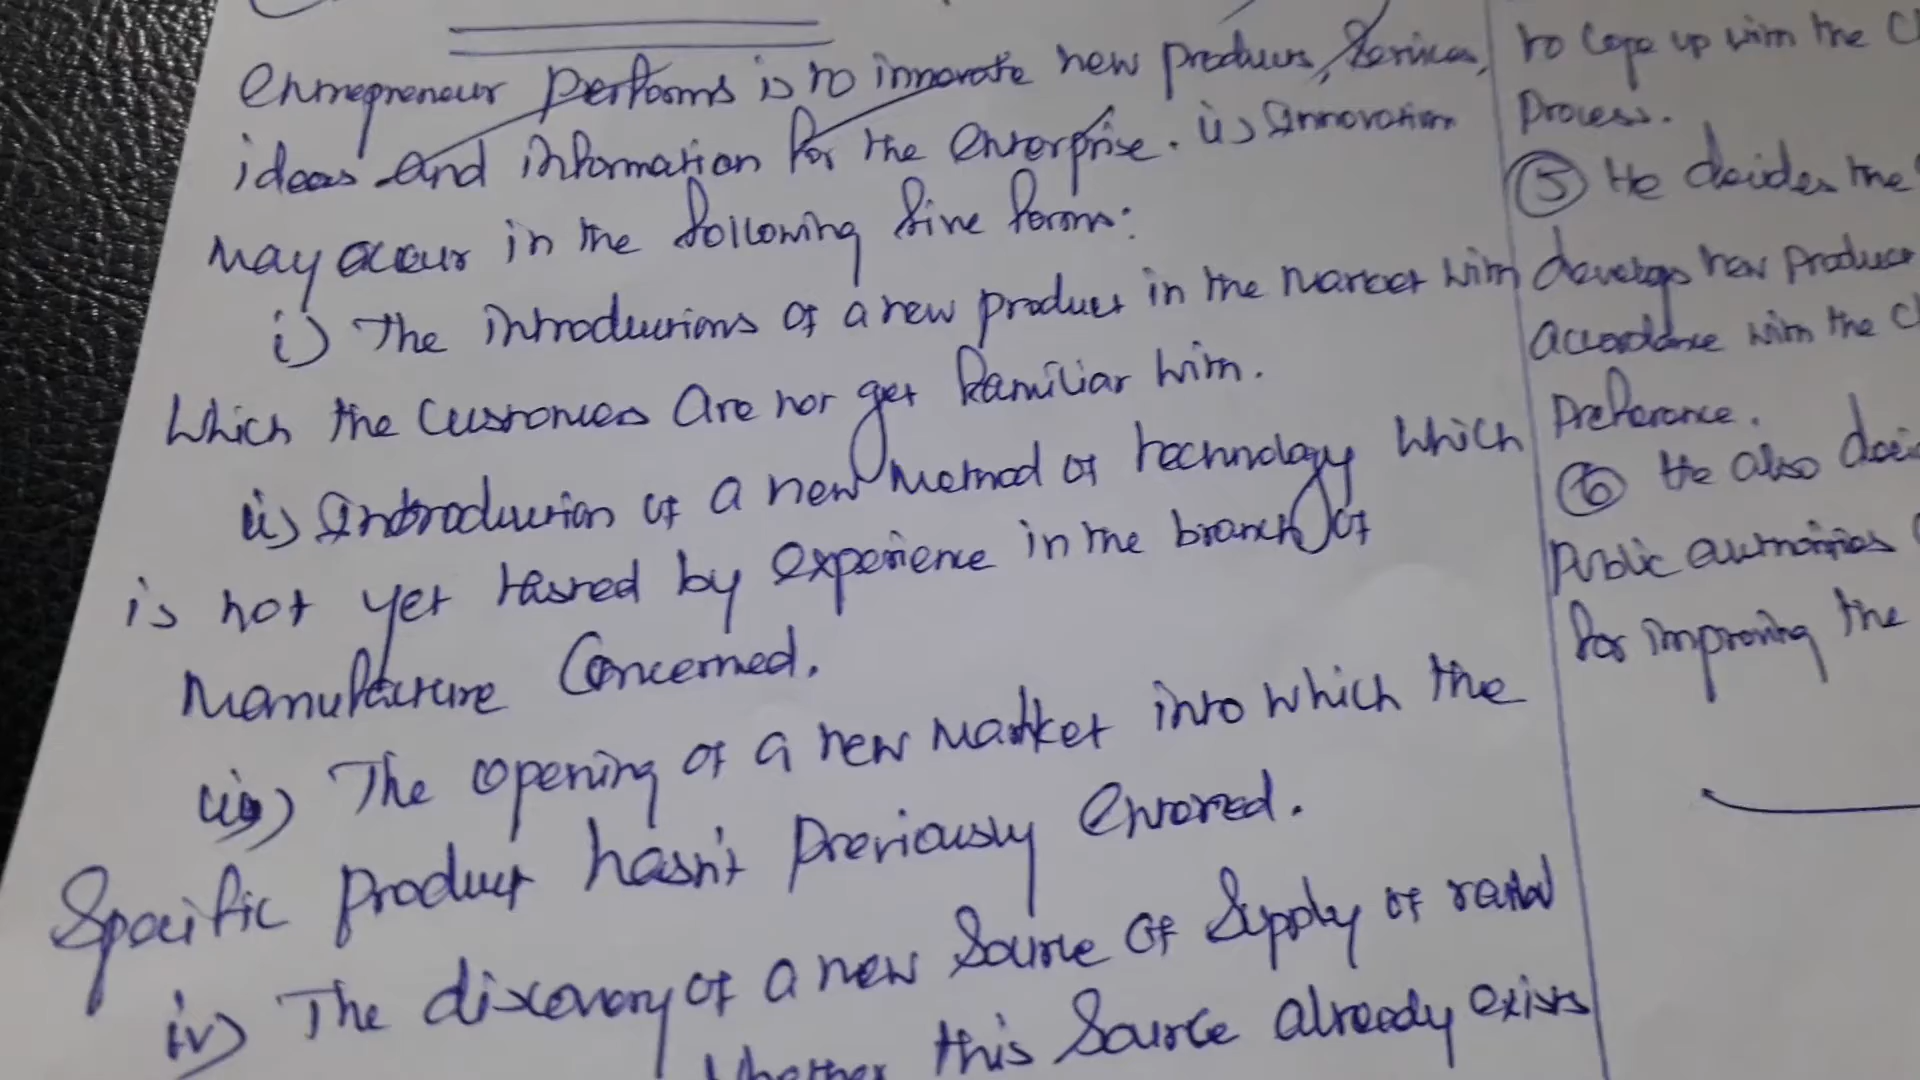 Entrepreneur performs is to innovate new products, Services,
ideas and information for the enterprise. is Innovation
may occur in the following five forms:
i) The introductions of a new product in the market with
Which the customers are not get familiar with.
ii) Introduction of a new method of technology which
is not yet tested by experience in the branch of
Manufacture Concerned.
iii) The opening of a new market into which the
Specific product hasn't previously entered.
iv) The discovery of a new Source of Supply of
Whether this Source already exists
to cope up with the
Process.
⑤ He decides the
develops new product
accordance with the
Preference.
⑥ He also
Public authorities
for improving the